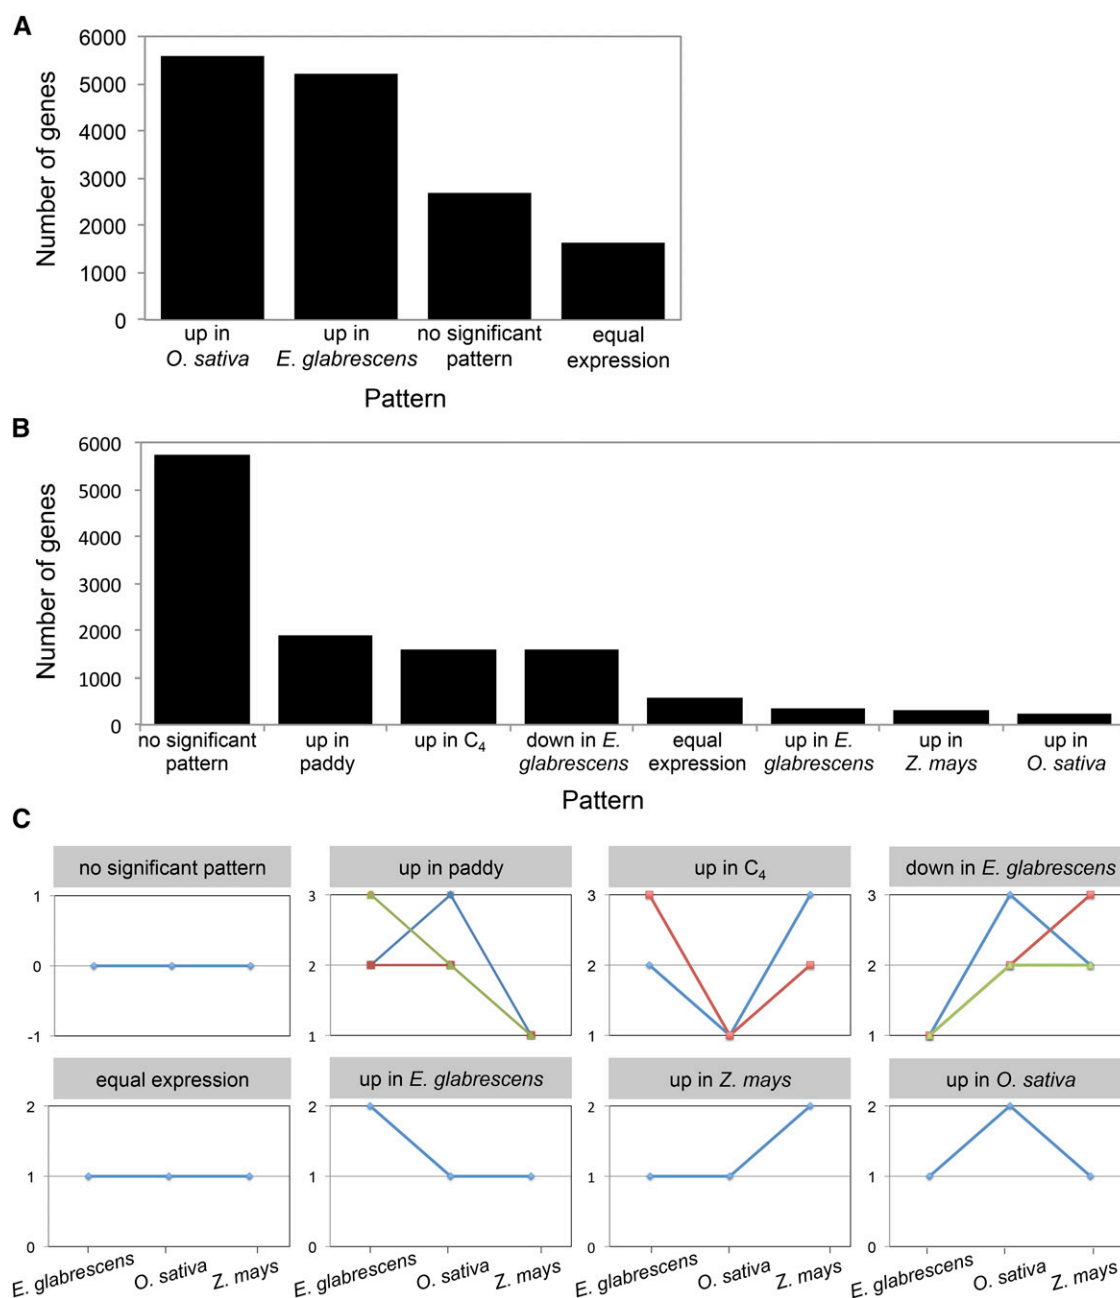 A
6000
5000
4000
3000
2000
1000
0
Number of genes
up in
O. sativa
up in
E. glabrescens
no significant
pattern
equal
expression
Pattern
B
6000
5000
4000
3000
2000
1000
0
Number of genes
no significant
pattern
up in
paddy
up in C₄
down in E.
glabrescens
equal
expression
up in E.
glabrescens
up in
Z. mays
up in
O. sativa
Pattern
C
no significant pattern
1
0
-1
up in paddy
3
2
1
up in C₄
3
2
1
down in E. glabrescens
3
2
1
equal expression
2
1
0
E. glabrescens
O. sativa
Z. mays
up in E. glabrescens
2
1
0
E. glabrescens
O. sativa
Z. mays
up in Z. mays
2
1
0
E. glabrescens
O. sativa
Z. mays
up in O. sativa
2
1
0
E. glabrescens
O. sativa
Z. mays